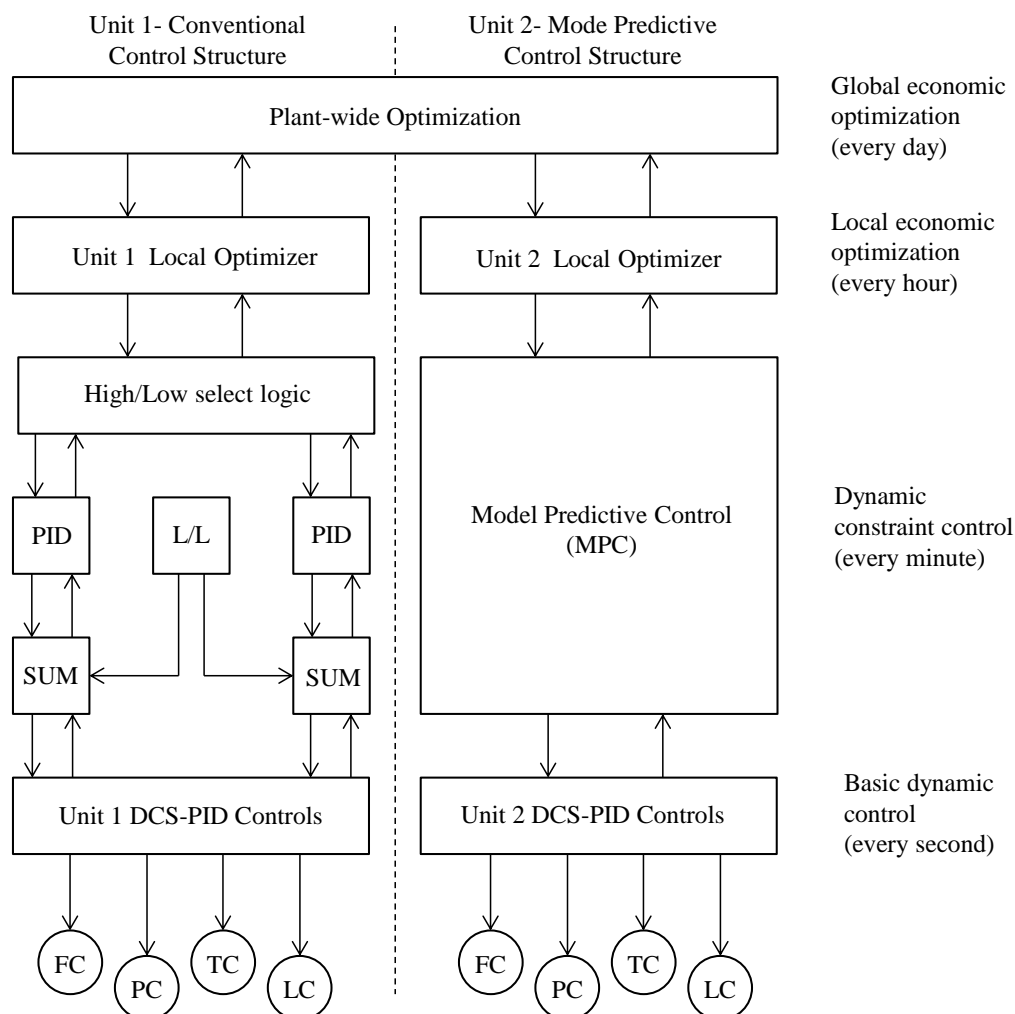 Unit 1- Conventional
Control Structure
Unit 2- Mode Predictive
Control Structure
Plant-wide Optimization
Global economic
optimization
(every day)
Unit 1 Local Optimizer
Unit 2 Local Optimizer
Local economic
optimization
(every hour)
High/Low select logic
PID
L/L
PID
Model Predictive Control
(MPC)
Dynamic
constraint control
(every minute)
SUM
SUM
Unit 1 DCS-PID Controls
Unit 2 DCS-PID Controls
Basic dynamic
control
(every second)
FC
PC
TC
LC
FC
PC
TC
LC